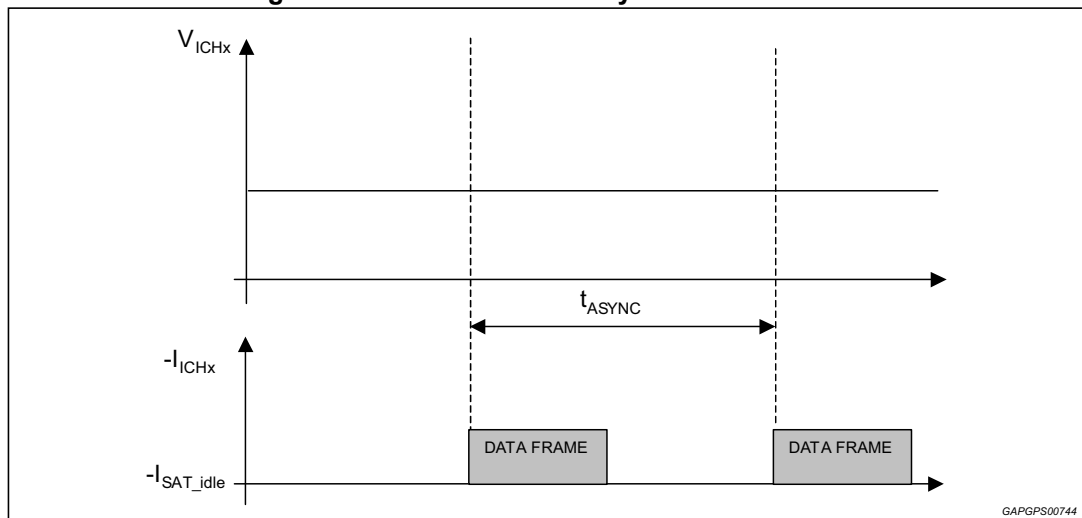 V_ICHx
t_ASYNC
-I_ICHx
DATA FRAME DATA FRAME
-I_SAT_idle
GAPGPS00744